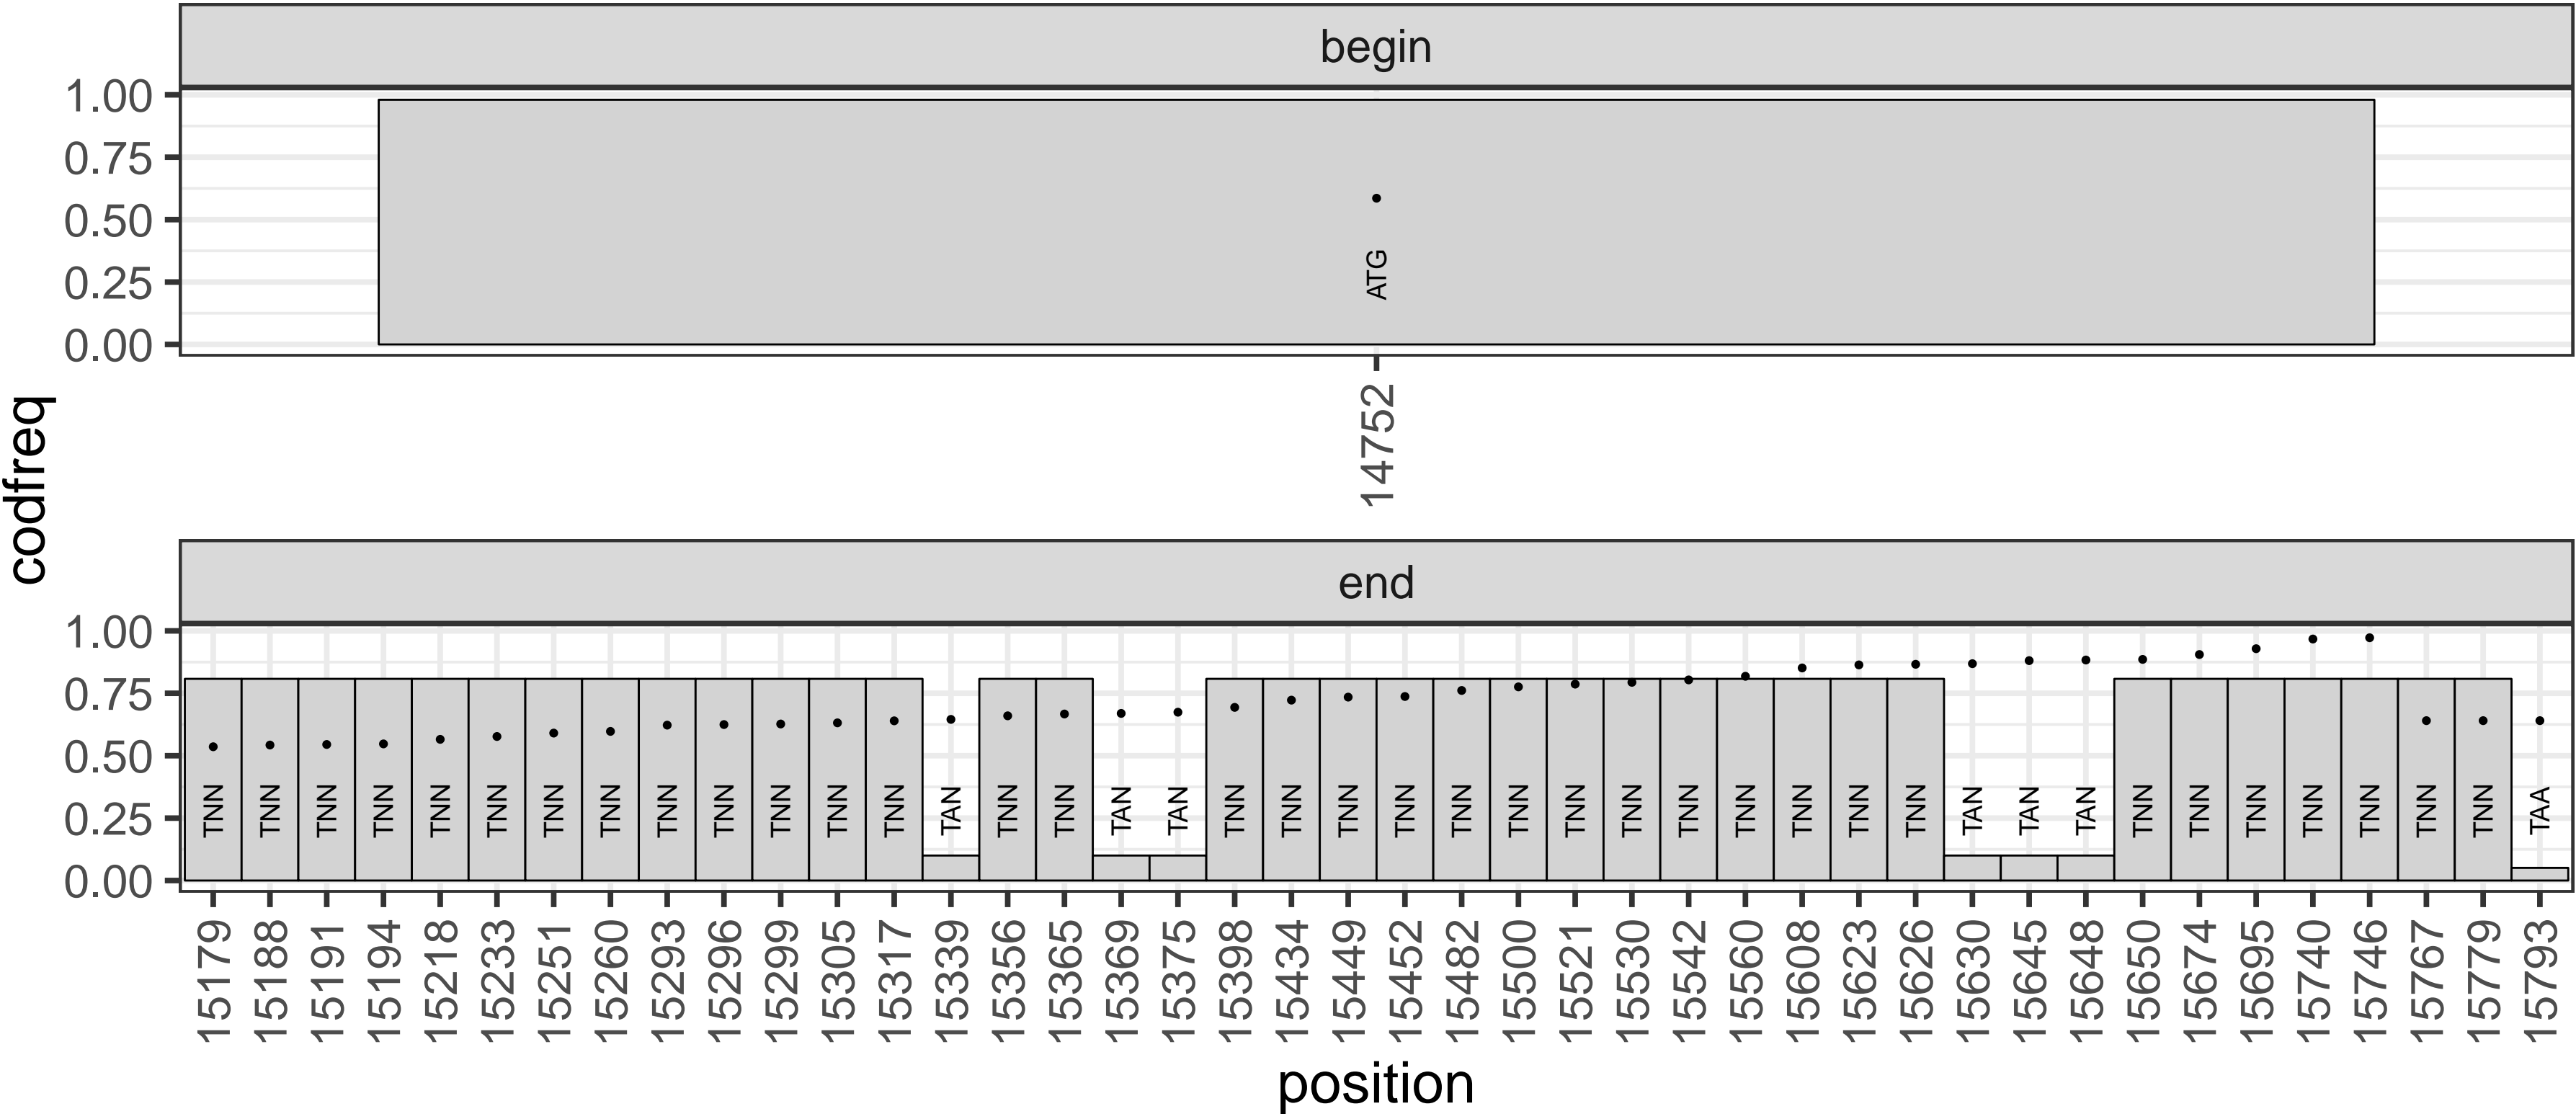 begin
1.00
0.75
0.50
0.25
0.00
ATG
14752
codfreq
end
1.00
0.75
0.50
0.25
0.00
TNN TNN TNN TNN TNN TNN TNN TNN TNN TNN TNN TNN TNN TAN TNN TNN TAN TAN TNN TNN TNN TNN TNN TNN TNN TNN TNN TNN TNN TNN TNN TAN TAN TAN TNN TNN TNN TNN TNN TNN TNN TAA
15179 15188 15191 15194 15218 15233 15251 15260 15293 15296 15299 15305 15317 15339 15356 15365 15369 15375 15398 15434 15449 15452 15482 15500 15521 15530 15542 15560 15608 15623 15626 15630 15645 15648 15650 15674 15695 15740 15746 15767 15779 15793
position